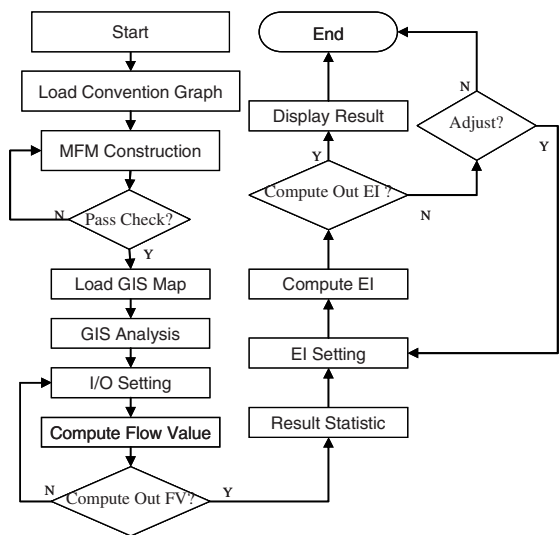 Start
Load Convention Graph
MFM Construction
N
Pass Check?
Y
Load GIS Map
GIS Analysis
I/O Setting
Compute Flow Value
N
Compute Out FV?
Y
Result Statistic
EI Setting
Compute EI
Compute Out EI ?
Y
N
Display Result
End
Adjust?
N
Y